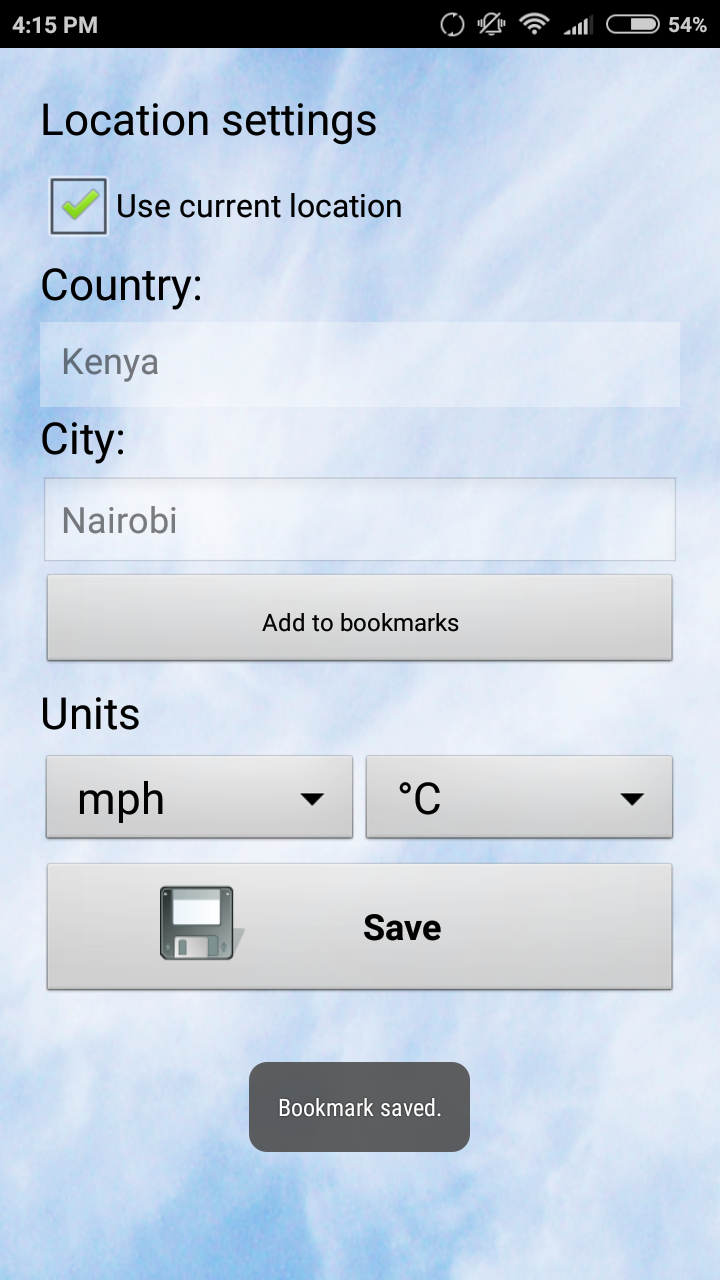 4:15 PM 54%
Location settings
Use current location
Country:
Kenya
City:
Nairobi
Add to bookmarks
Units
mph °C
Save
Bookmark saved.